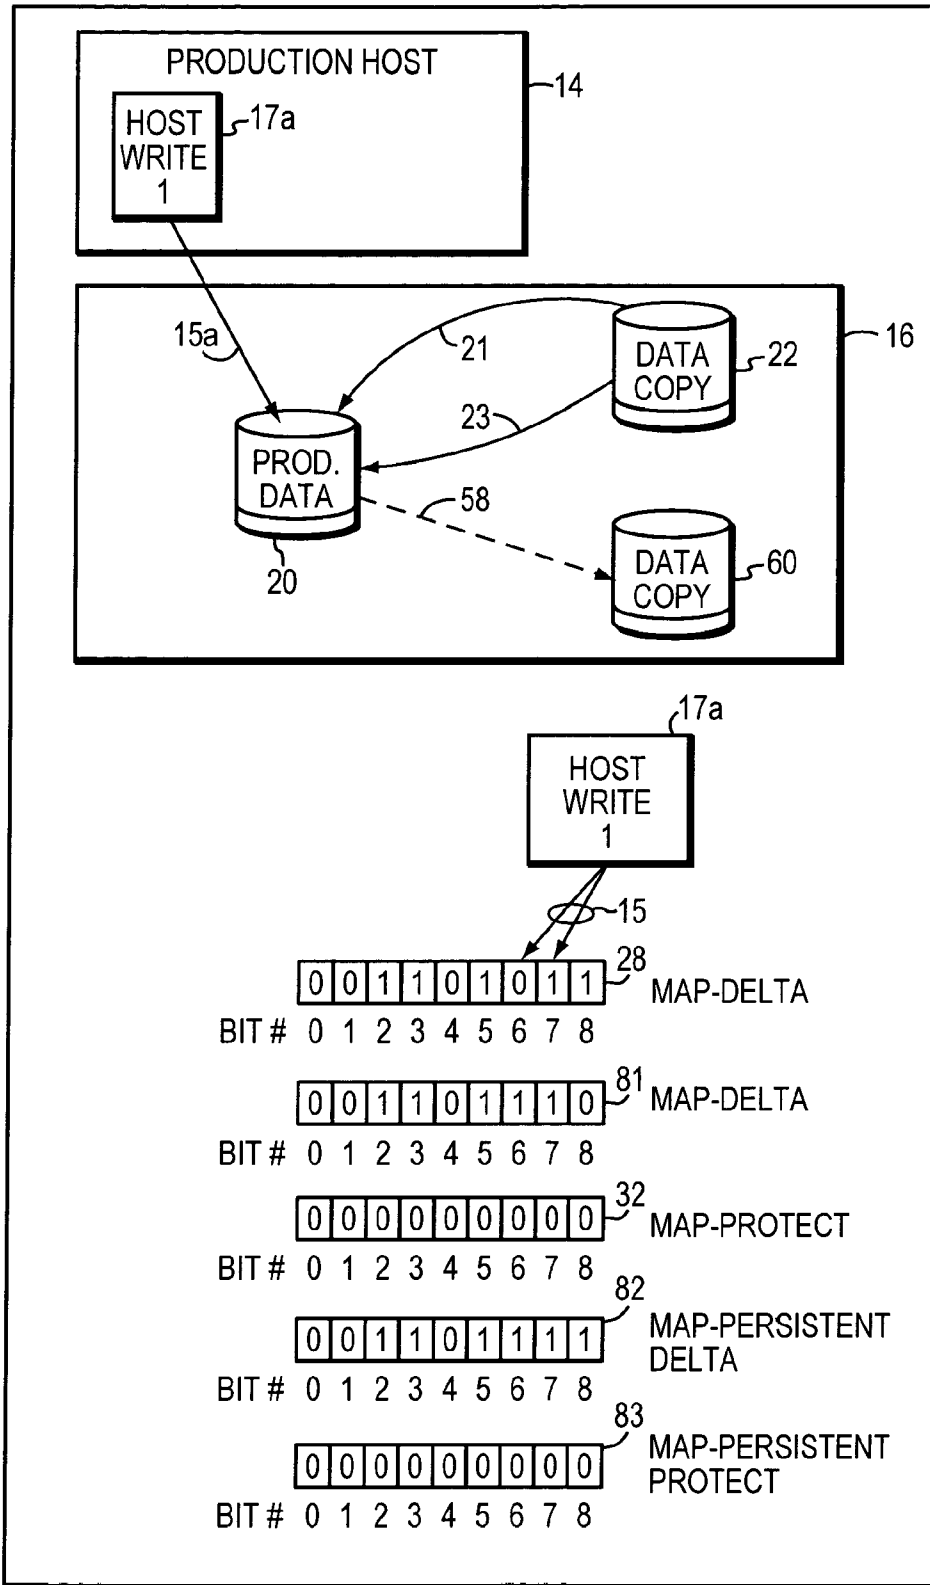 PRODUCTION HOST
14
HOST
WRITE
1
17a
15a
21
16
DATA
COPY
22
23
PROD.
DATA
20
58
DATA
COPY
60
17a
HOST
WRITE
1
15
0 0 1 1 0 1 0 1 1
28
MAP-DELTA
BIT # 0 1 2 3 4 5 6 7 8
0 0 1 1 0 1 1 1 0
81
MAP-DELTA
BIT # 0 1 2 3 4 5 6 7 8
0 0 0 0 0 0 0 0 0
32
MAP-PROTECT
BIT # 0 1 2 3 4 5 6 7 8
0 0 1 1 0 1 1 1 1
82
MAP-PERSISTENT
DELTA
BIT # 0 1 2 3 4 5 6 7 8
0 0 0 0 0 0 0 0 0
83
MAP-PERSISTENT
PROTECT
BIT # 0 1 2 3 4 5 6 7 8